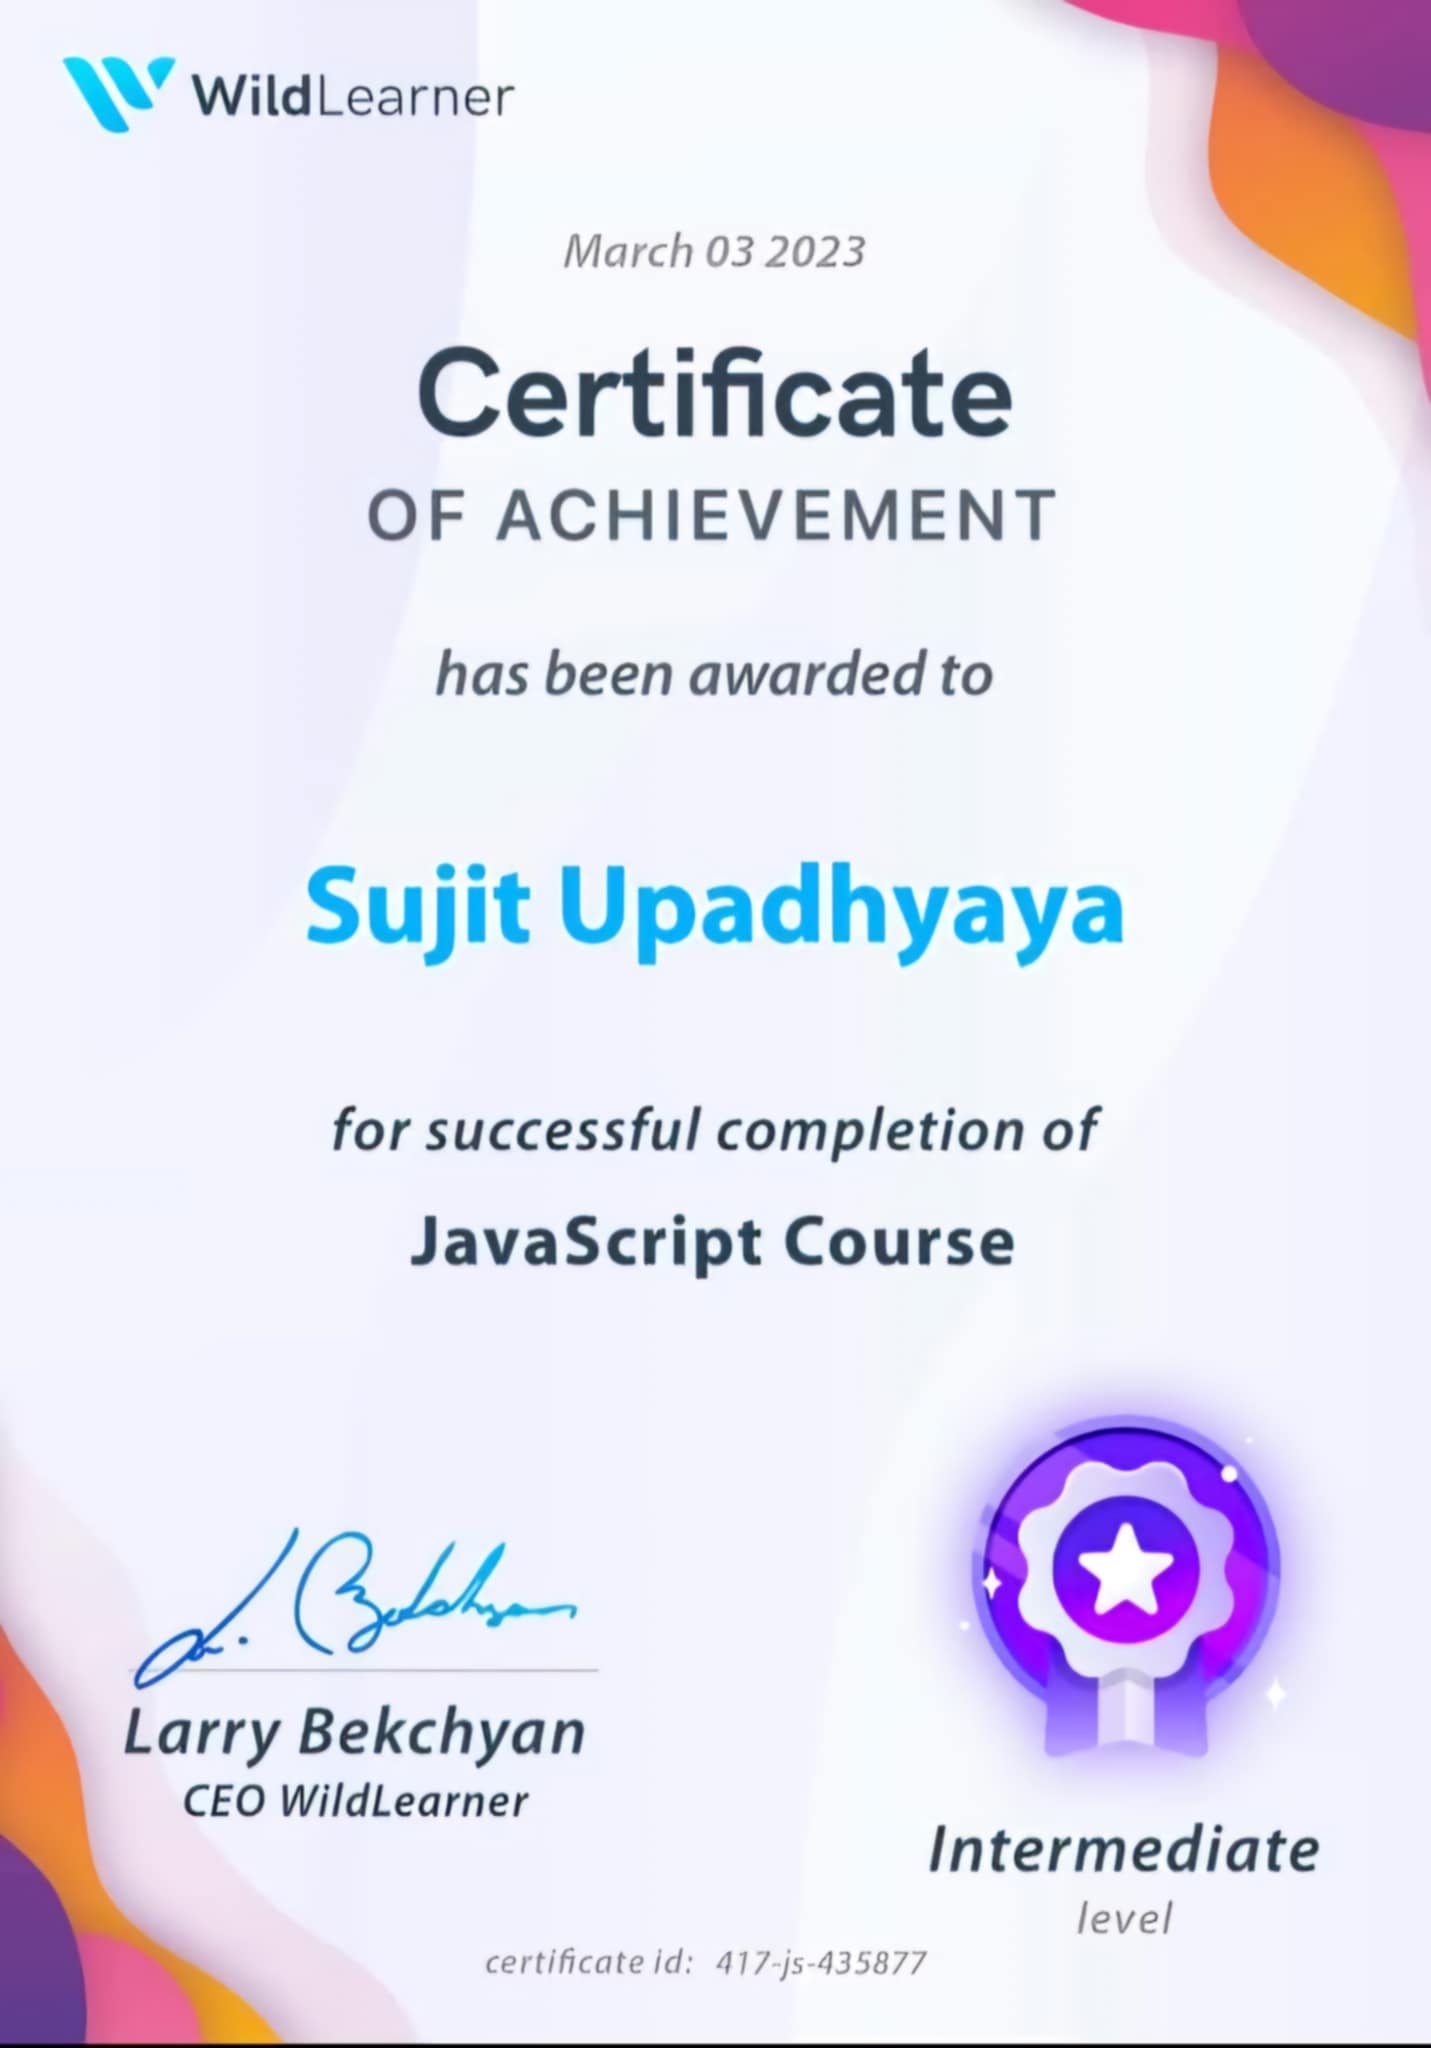 WildLearner
March 03 2023
Certificate
OF ACHIEVEMENT
has been awarded to
Sujit Upadhyaya
for successful completion of
JavaScript Course
L. Bekchyan
Larry Bekchyan
CEO WildLearner
Intermediate
level
certificate id: 417-js-435877